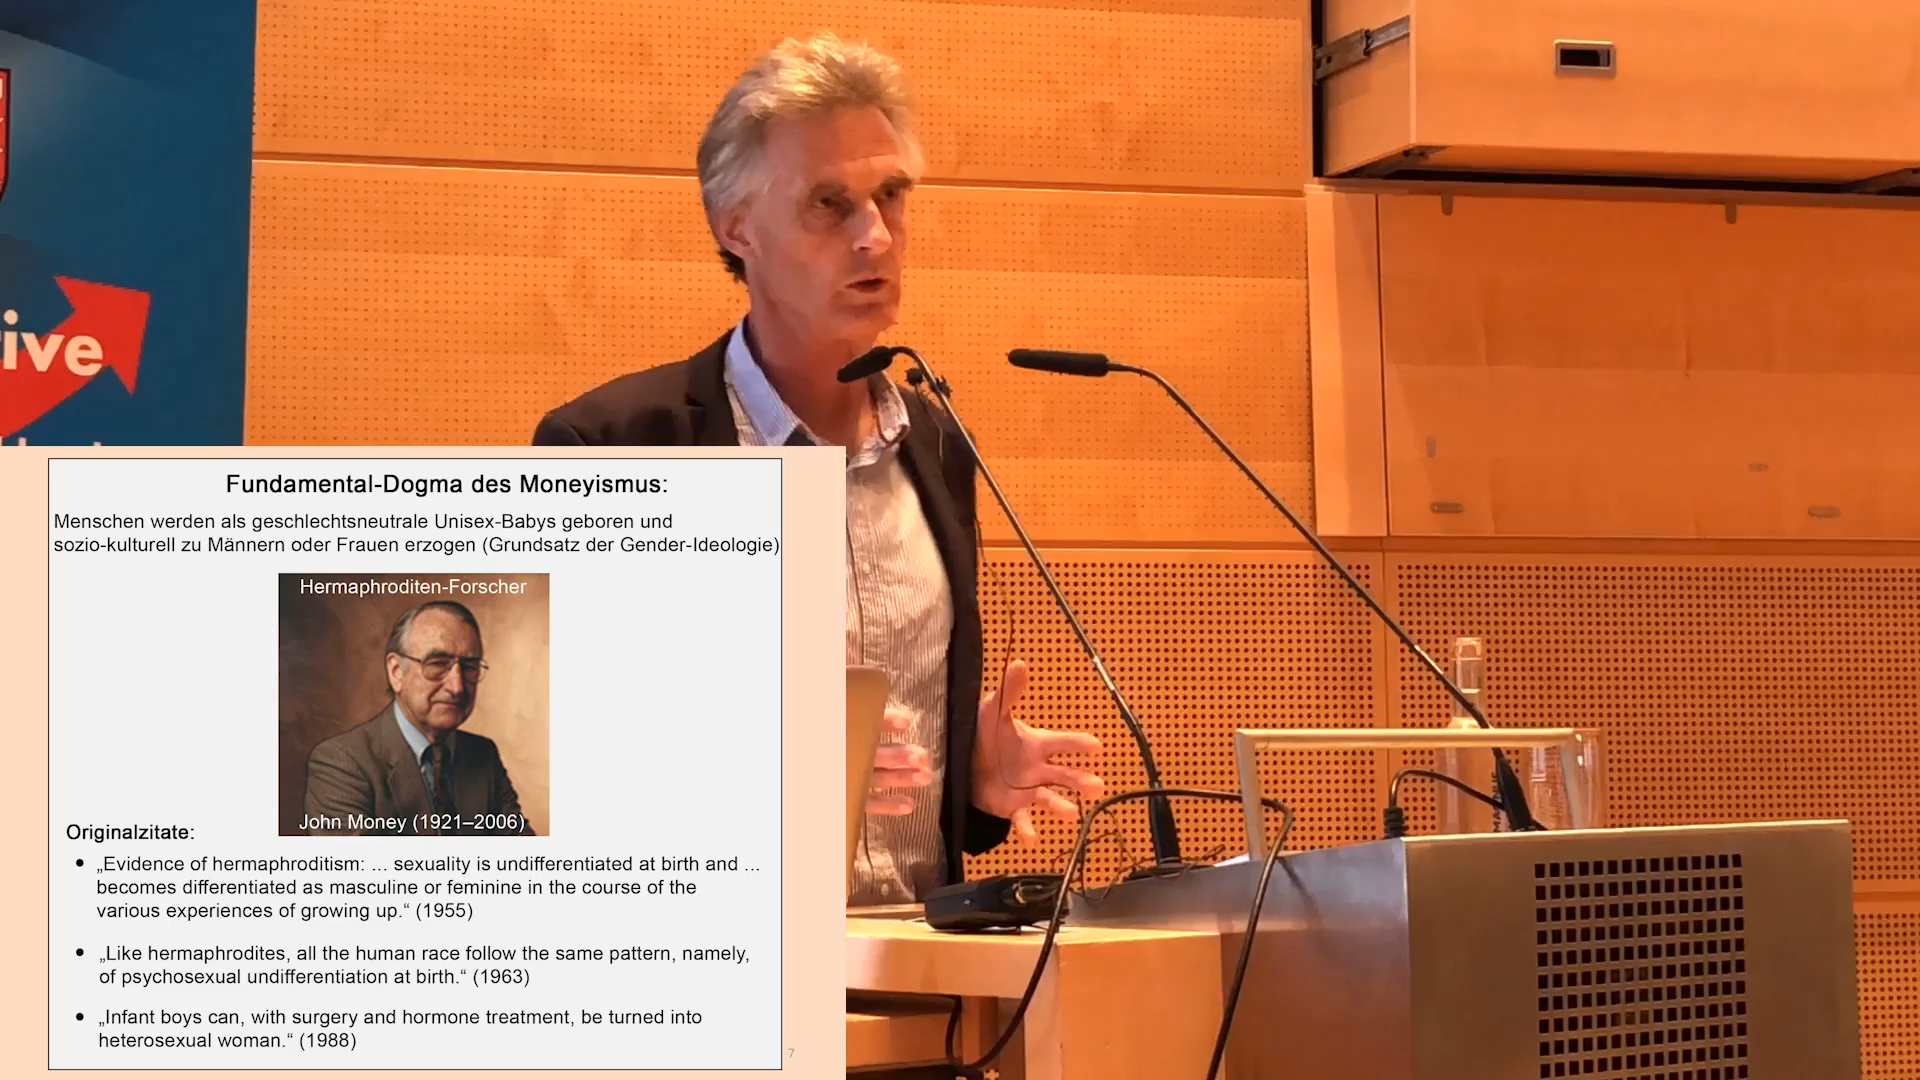 ive
Fundamental-Dogma des Moneyismus:
Menschen werden als geschlechtsneutrale Unisex-Babys geboren und
sozio-kulturell zu Männern oder Frauen erzogen (Grundsatz der Gender-Ideologie)
Hermaphroditen-Forscher
John Money (1921–2006)
Originalzitate:
• „Evidence of hermaphroditism: ... sexuality is undifferentiated at birth and ...
becomes differentiated as masculine or feminine in the course of the
various experiences of growing up.“ (1955)
• „Like hermaphrodites, all the human race follow the same pattern, namely,
of psychosexual undifferentiation at birth.“ (1963)
• „Infant boys can, with surgery and hormone treatment, be turned into
heterosexual woman.“ (1988)
7